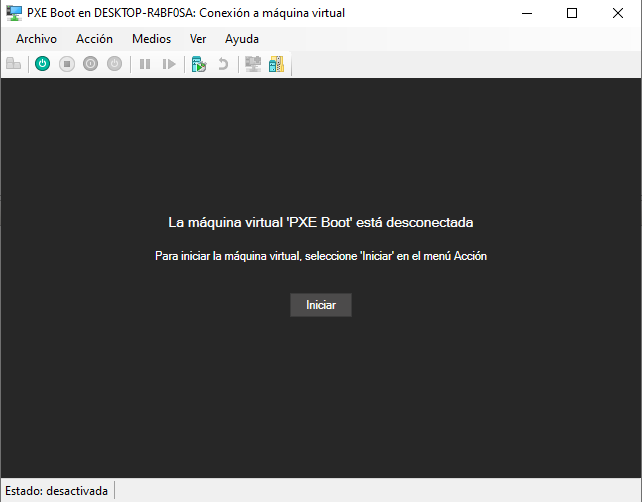 PXE Boot en DESKTOP-R4BF0SA: Conexión a máquina virtual
Archivo Acción Medios Ver Ayuda
La máquina virtual 'PXE Boot' está desconectada
Para iniciar la máquina virtual, seleccione 'Iniciar' en el menú Acción
Iniciar
Estado: desactivada